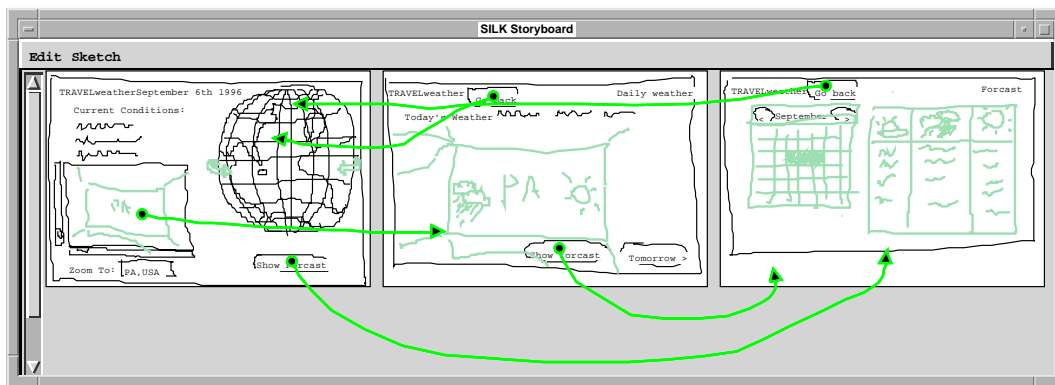 SILK Storyboard
Edit Sketch
TRAVELweatherSeptember 6th 1996
Current Conditions:
PA
Zoom To: PA,USA
Show Forcast
TRAVELweather Go back Daily weather
Today's Weather
PA
Show Forcast Tomorrow >
TRAVELweather Go back Forcast
< September >